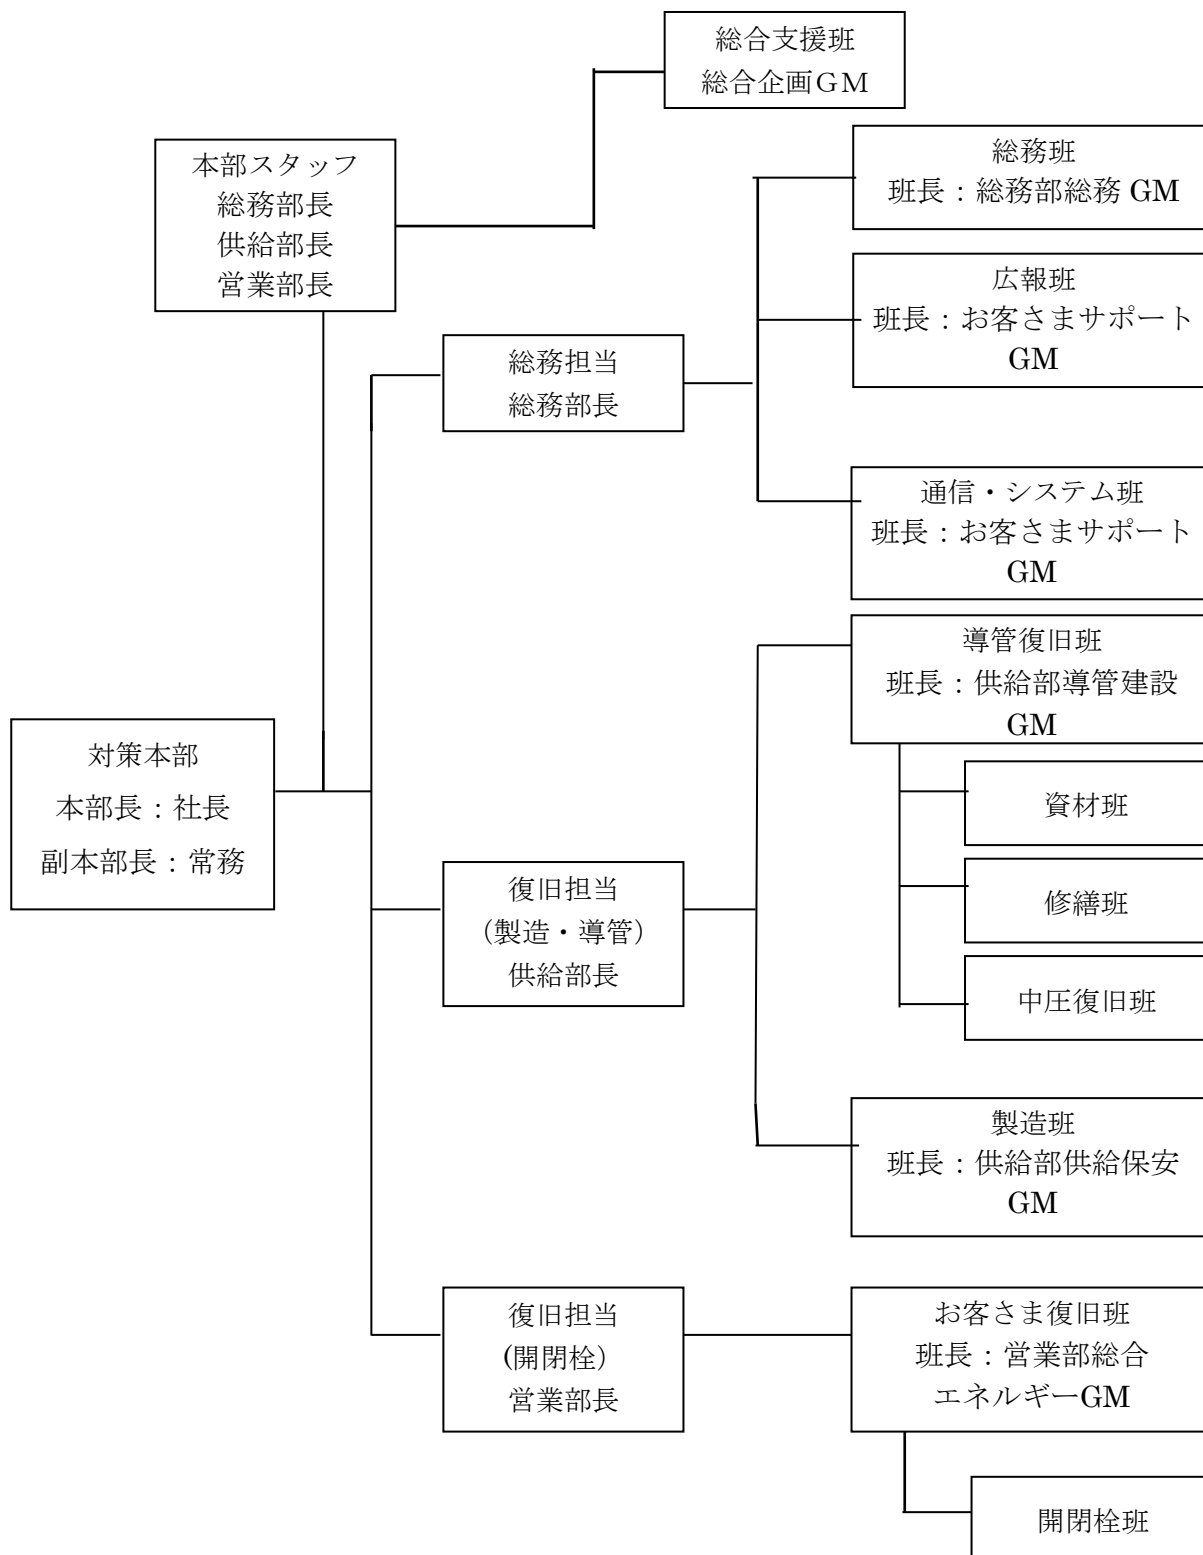 総合支援班
総合企画GM
本部スタッフ
総務部長
供給部長
営業部長
総務班
班長：総務部総務 GM
広報班
班長：お客さまサポート
GM
総務担当
総務部長
通信・システム班
班長：お客さまサポート
GM
導管復旧班
班長：供給部導管建設
GM
対策本部
本部長：社長
副本部長：常務
資材班
修繕班
中圧復旧班
復旧担当
（製造・導管）
供給部長
製造班
班長：供給部供給保安
GM
復旧担当
(開閉栓）
営業部長
お客さま復旧班
班長：営業部総合
エネルギーGM
開閉栓班